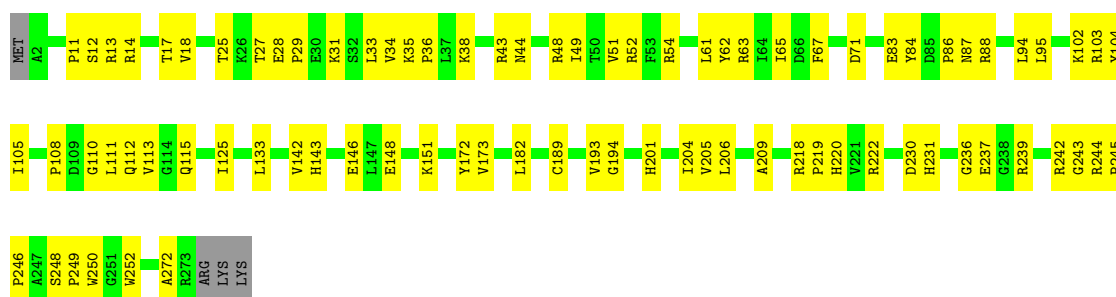 MET A2 P11 S12 R13 R14 T17 V18 T25 K26 T27 E28 P29 E30 K31 S32 L33 V34 K35 P36 L37 K38 R43 N44 R48 I49 T50 V51 R52 F53 R54 L61 Y62 R63 I64 I65 D66 F67 D71 E83 Y84 D85 P86 N87 R88 L94 L95 K102 R103 Y104
I105 P108 D109 G110 L111 Q112 V113 G114 Q115 I125 L133 V142 H143 E146 L147 E148 K151 Y172 V173 L182 C189 V193 G194 H201 I204 V205 L206 A209 R218 P219 H220 V221 R222 D230 H231 G236 E237 G238 R239 R242 G243 R244
P246 A247 S248 P249 W250 G251 W252 A272 R273 ARG LYS LYS